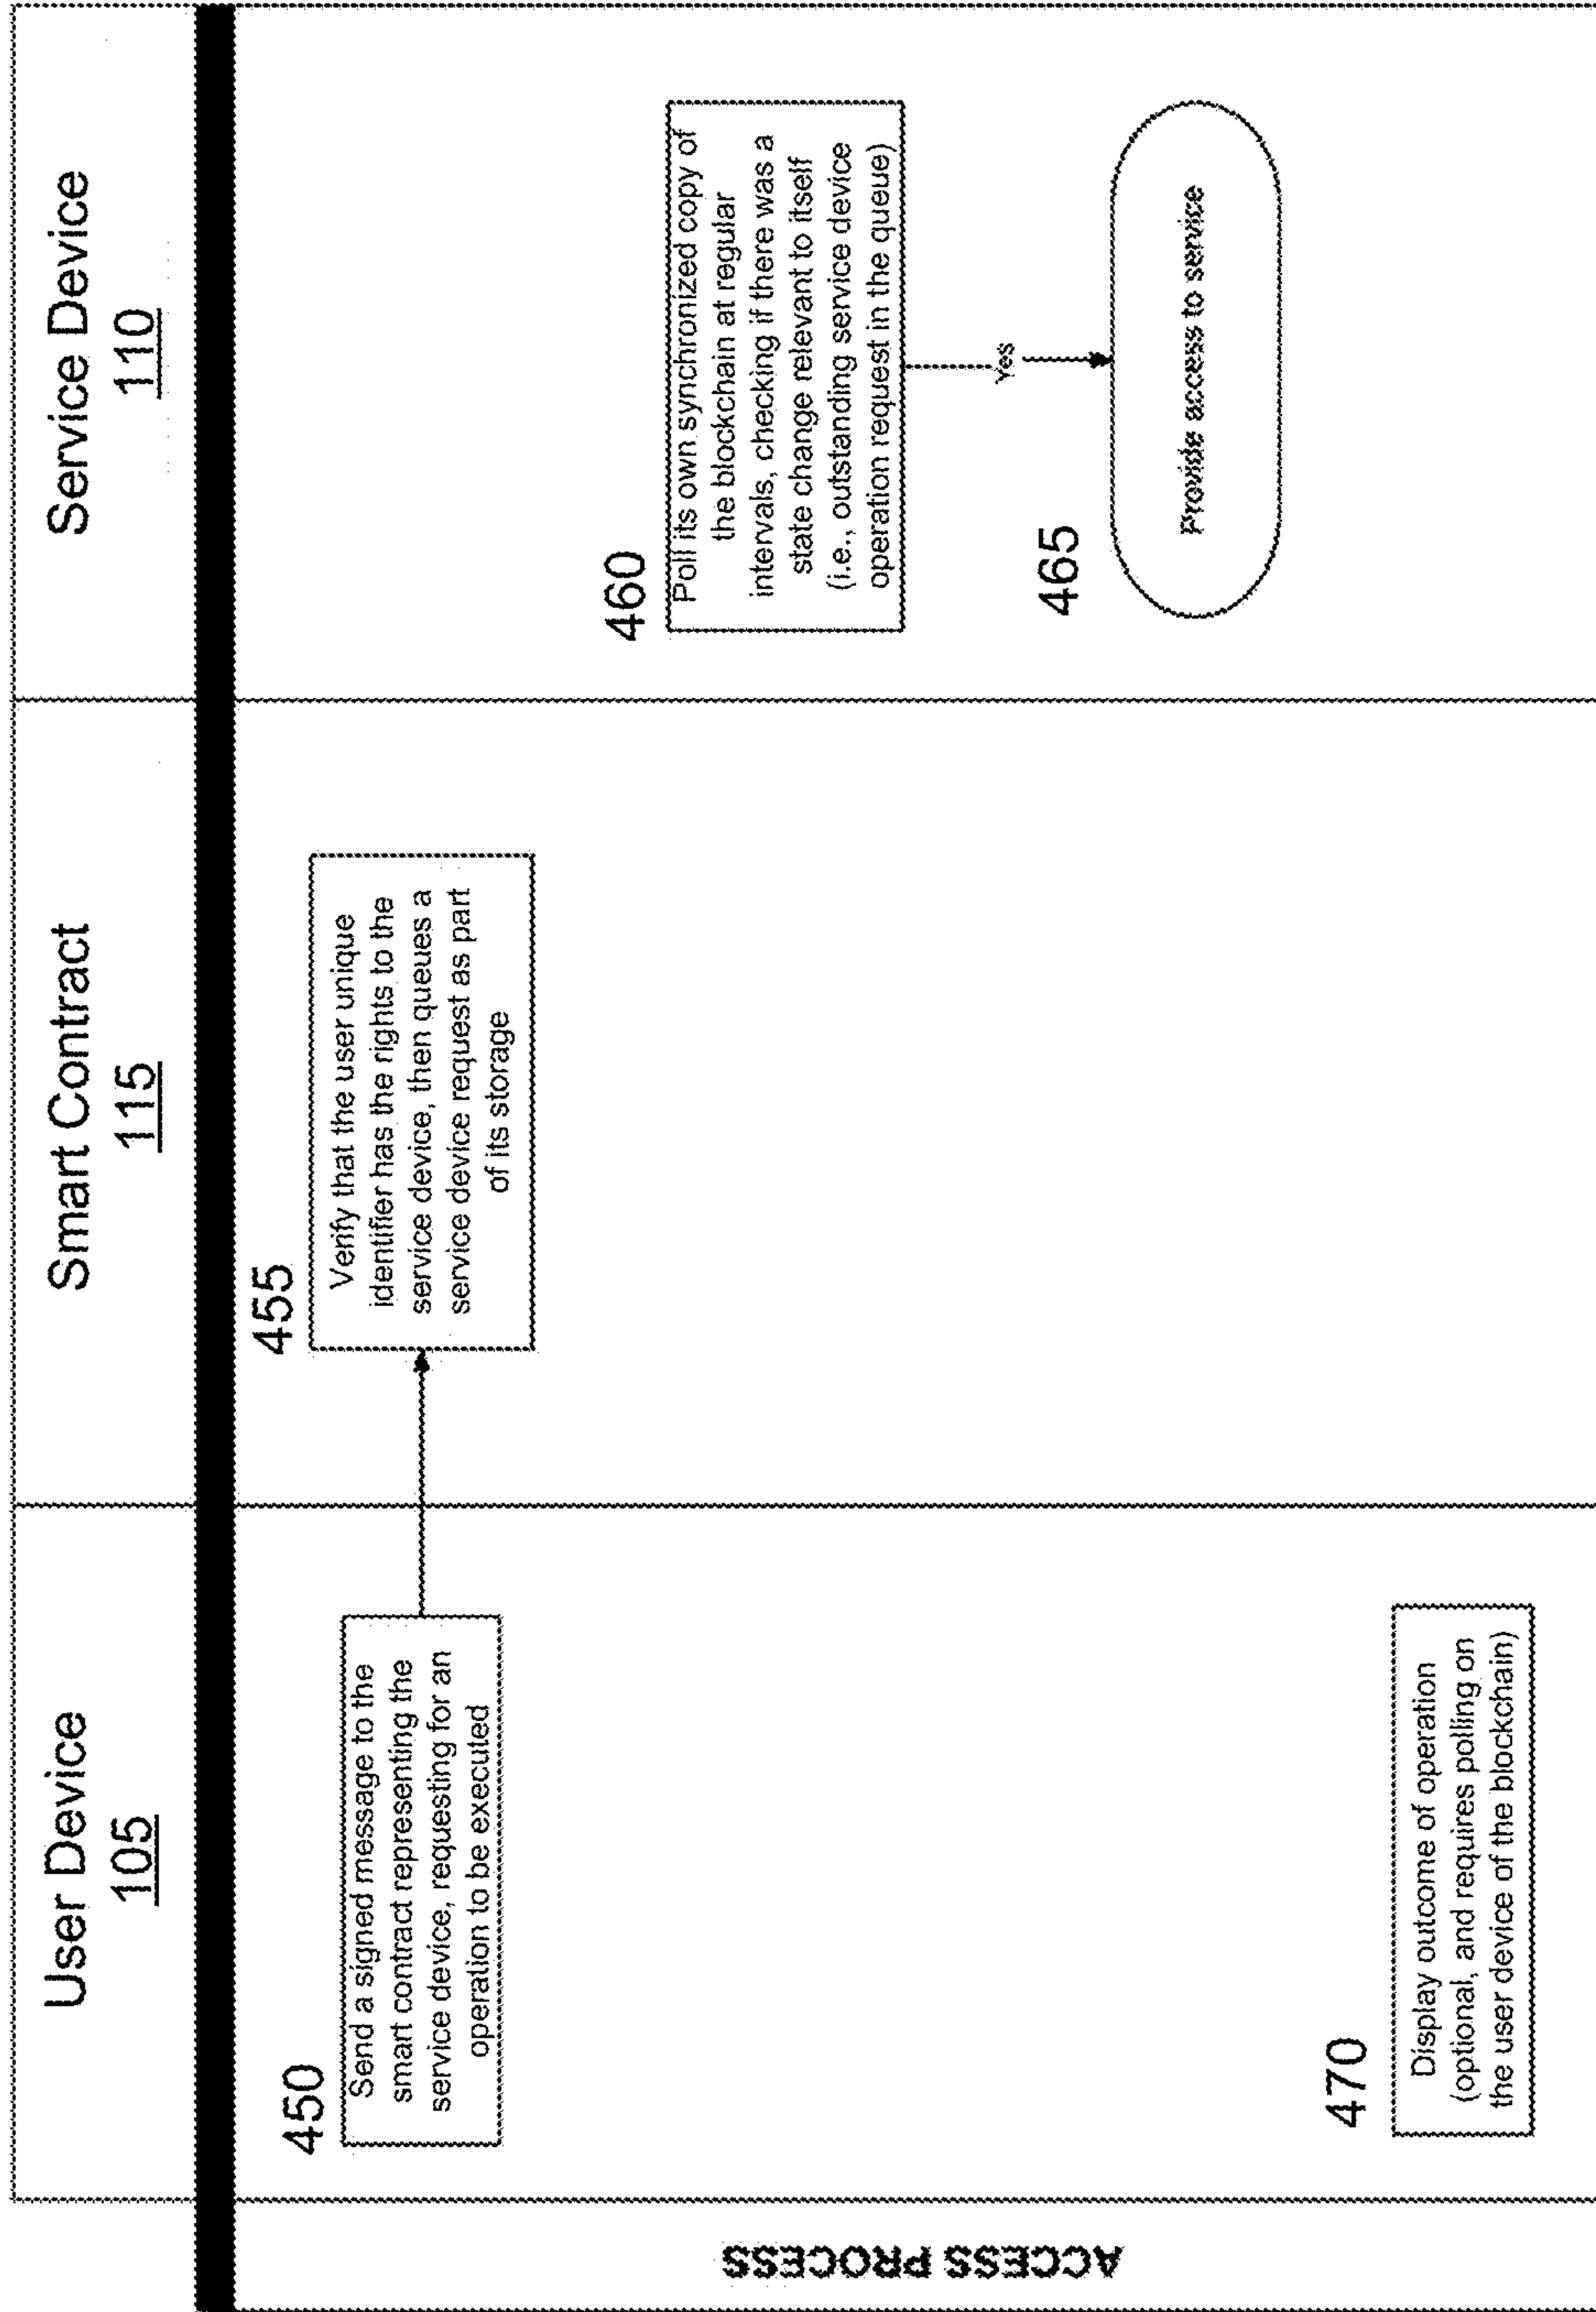 User Device
105
Smart Contract
115
Service Device
110
ACCESS PROCESS
450
Send a signed message to the
smart contract representing the
service device, requesting for an
operation to be executed
455
Verify that the user unique
identifier has the rights to the
service device, then queues a
service device request as part
of its storage
460
Poll its own synchronized copy of
the blockchain at regular
intervals, checking if there was a
state change relevant to itself
(i.e., outstanding service device
operation request in the queue)
Yes
465
Provide access to service
470
Display outcome of operation
(optional, and requires polling on
the user device of the blockchain)